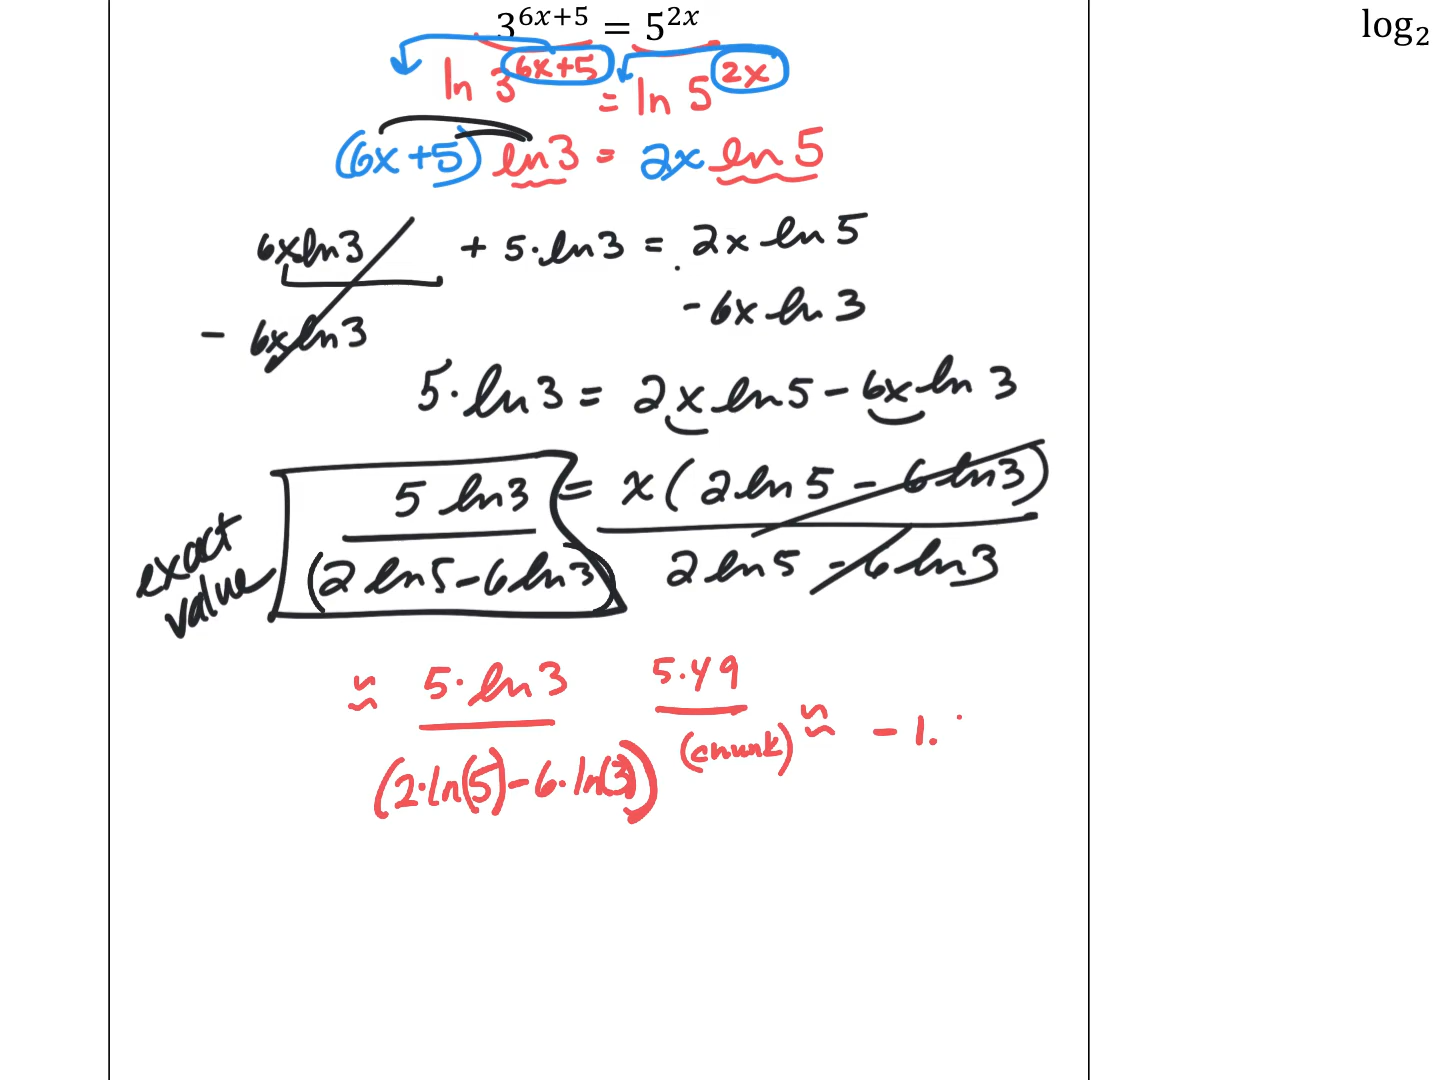 3^{6x+5} = 5^{2x}
log₂
ln 3^{6x+5} = ln 5^{2x}
(6x+5) ln3 = 2x ln 5
6x ln3 + 5·ln3 = 2x ln 5
- 6x ln3 - 6x ln 3
5·ln3 = 2x ln5 - 6x ln 3
5 ln3 = x(2 ln 5 - 6 ln3)
(2 ln5 - 6 ln3) 2 ln5 - 6 ln3
exact
value
≈ 5·ln3 5.49
(2·ln(5) - 6·ln(3)) (chunk) ≈ -1.